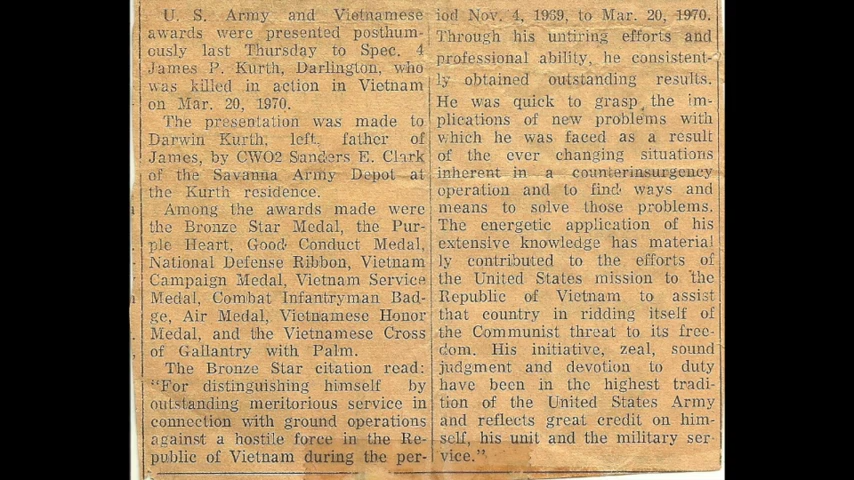 U. S. Army and Vietnamese
awards were presented posthum-
ously last Thursday to Spec. 4
James P. Kurth, Darlington, who
was killed in action in Vietnam
on Mar. 20, 1970.
The presentation was made to
Darwin Kurth, left, father of
James, by CWO2 Sanders E. Clark
of the Savanna Army Depot at
the Kurth residence.
Among the awards made were
the Bronze Star Medal, the Pur-
ple Heart, Good Conduct Medal,
National Defense Ribbon, Vietnam
Campaign Medal, Vietnam Service
Medal, Combat Infantryman Bad-
ge, Air Medal, Vietnamese Honor
Medal, and the Vietnamese Cross
of Gallantry with Palm.
The Bronze Star citation read:
"For distinguishing himself by
outstanding meritorious service in
connection with ground operations
against a hostile force in the Re-
public of Vietnam during the per-
iod Nov. 4, 1969, to Mar. 20, 1970.
Through his untiring efforts and
professional ability, he consistent-
ly obtained outstanding results.
He was quick to grasp the im-
plications of new problems with
which he was faced as a result
of the ever changing situations
inherent in a counterinsurgency
operation and to find ways and
means to solve those problems.
The energetic application of his
extensive knowledge has material
ly contributed to the efforts of
the United States mission to the
Republic of Vietnam to assist
that country in ridding itself of
the Communist threat to its free-
dom. His initiative, zeal, sound
judgment and devotion to duty
have been in the highest tradi-
tion of the United States Army
and reflects great credit on him-
self, his unit and the military ser-
vice."